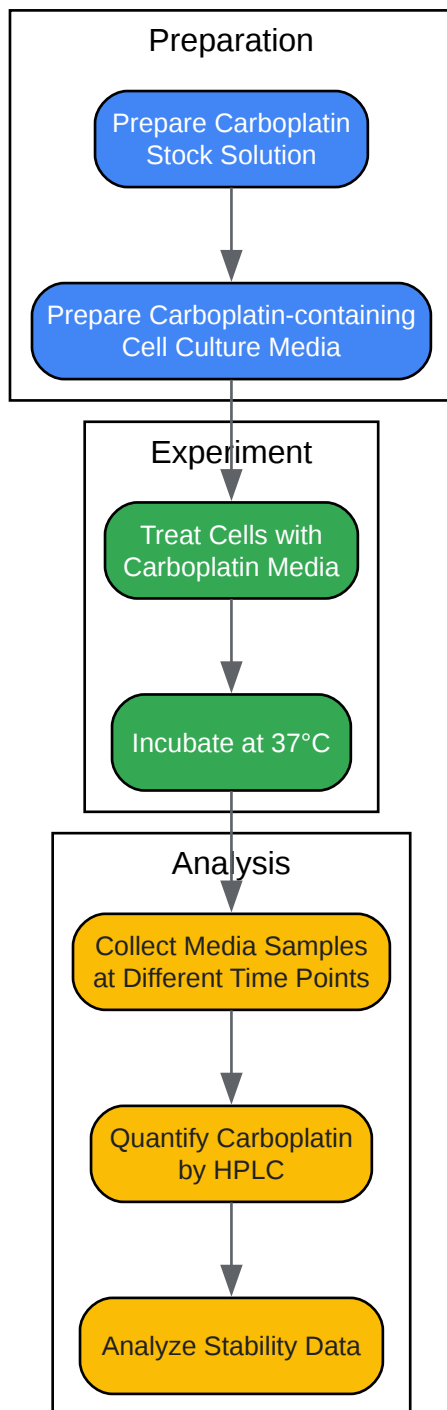 Preparation
Prepare Carboplatin
Stock Solution
Prepare Carboplatin-containing
Cell Culture Media
Experiment
Treat Cells with
Carboplatin Media
Incubate at 37°C
Analysis
Collect Media Samples
at Different Time Points
Quantify Carboplatin
by HPLC
Analyze Stability Data